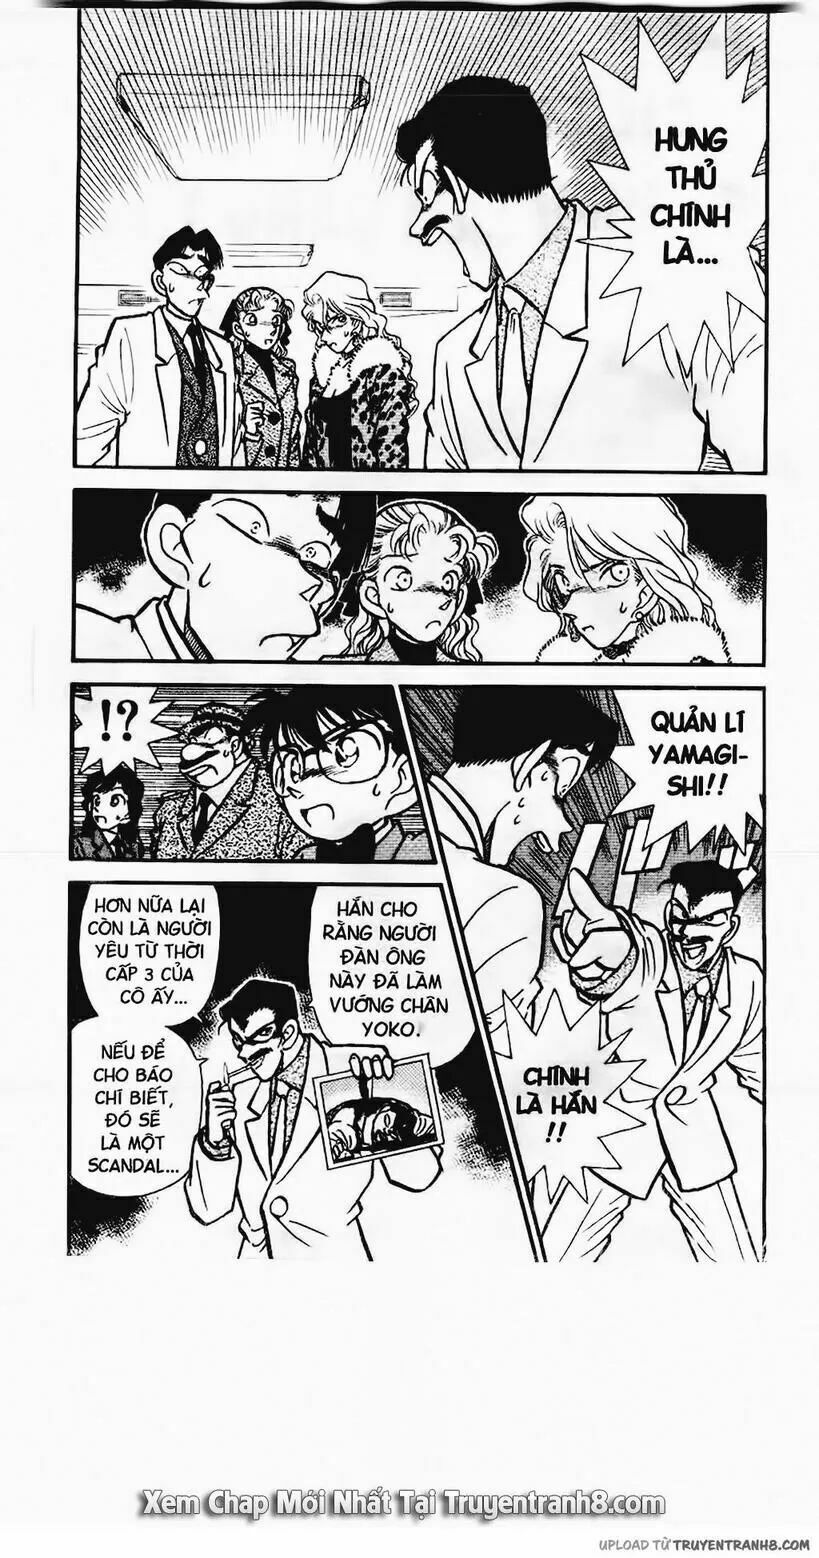 HUNG
THỦ
CHÍNH
LÀ...
QUẢN LÍ
YAMAGI-
SHI!!
CHÍNH
LÀ HẮN
!!
!?
HẮN CHO
RẰNG NGƯỜI
ĐÀN ÔNG
NÀY ĐÃ LÀM
VƯỚNG CHÂN
YOKO.
HƠN NỮA LẠI
CÒN LÀ NGƯỜI
YÊU TỪ THỜI
CẤP 3 CỦA
CÔ ẤY...
NẾU ĐỂ
CHO BÁO
CHÍ BIẾT,
ĐÓ SẼ
LÀ MỘT
SCANDAL...
Xem Chap Mới Nhất Tại Truyentranh8.com
UPLOAD TỪ TRUYENTRANH8.COM